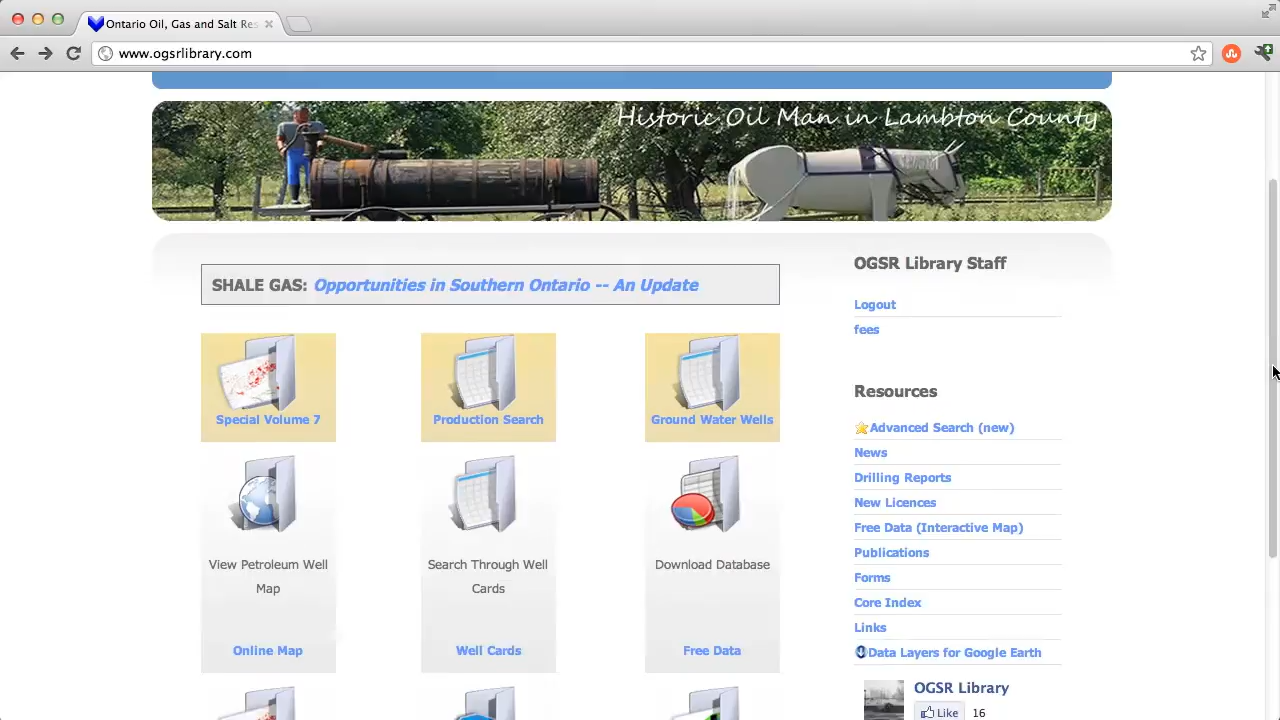 Ontario Oil, Gas and Salt Res
www.ogsrlibrary.com
Historic Oil Man in Lambton County
SHALE GAS: Opportunities in Southern Ontario -- An Update
Special Volume 7
Production Search
Ground Water Wells
View Petroleum Well
Map
Online Map
Search Through Well
Cards
Well Cards
Download Database
Free Data
OGSR Library Staff
Logout
fees
Resources
Advanced Search (new)
News
Drilling Reports
New Licences
Free Data (Interactive Map)
Publications
Forms
Core Index
Links
Data Layers for Google Earth
OGSR Library
Like 16